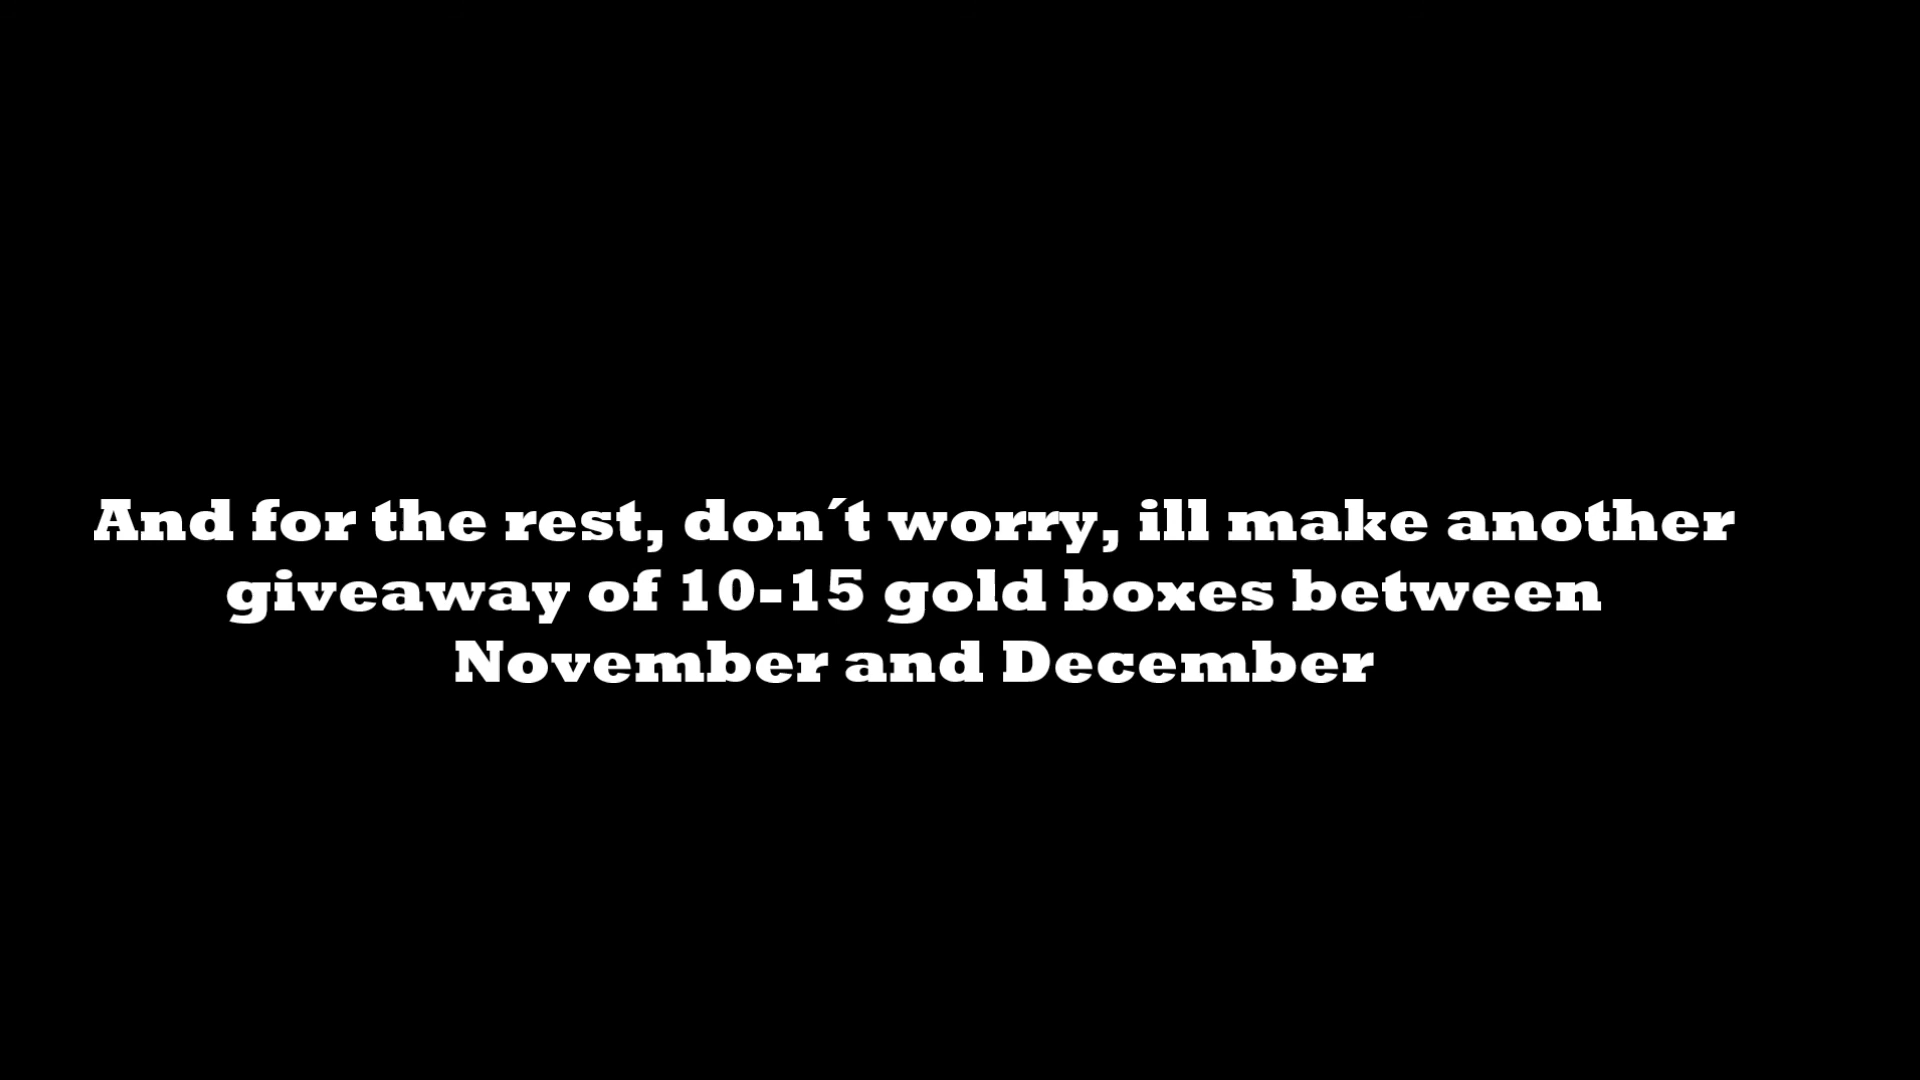 And for the rest, don´t worry, ill make another
giveaway of 10-15 gold boxes between
November and December